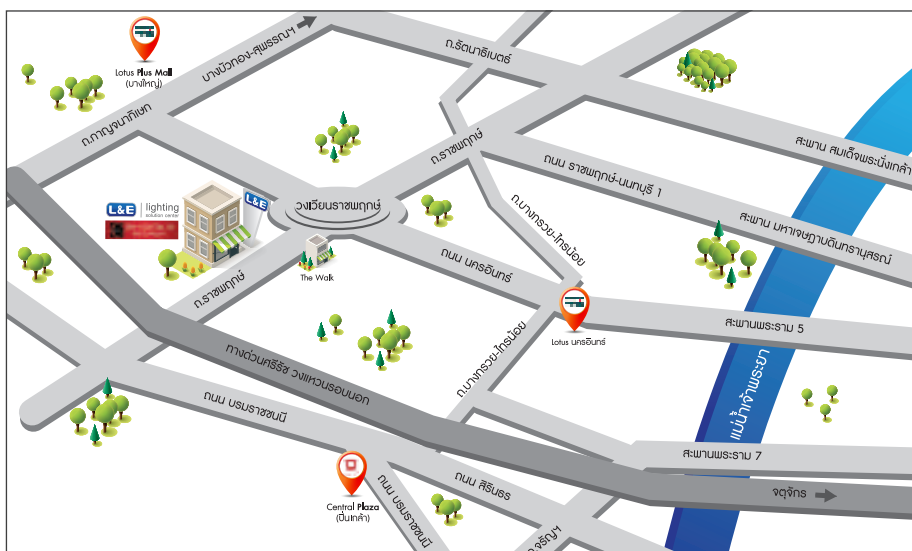 Lotus Plus Mall
(บางใหญ่)
บางบัวทอง-สุพรรณฯ
ถ.กาญจนาภิเษก
ถ.รัตนาธิเบตร์
ถ.ราชพฤกษ์
สะพาน สมเด็จพระนั่งเกล้า
ถนน ราชพฤกษ์-นนทบุรี 1
สะพาน มหาเจษฎาบดินทรานุสรณ์
L&E lighting
solution center
L&E
วงเวียนราชพฤกษ์
ถ.บางกรวย-ไทรน้อย
ถนน นครอินทร์
The Walk
ถ.ราชพฤกษ์
Lotus นครอินทร์
สะพานพระราม 5
แม่น้ำเจ้าพระยา
ทางด่วนศรีรัช วงแหวนรอบนอก
ถ.บางกรวย-ไทรน้อย
ถนน บรมราชชนนี
สะพานพระราม 7
Central Plaza
(ปิ่นเกล้า)
ถนน บรมราชชนนี
ถนน สิรินธร
จตุจักร
ถ.จรัญฯ